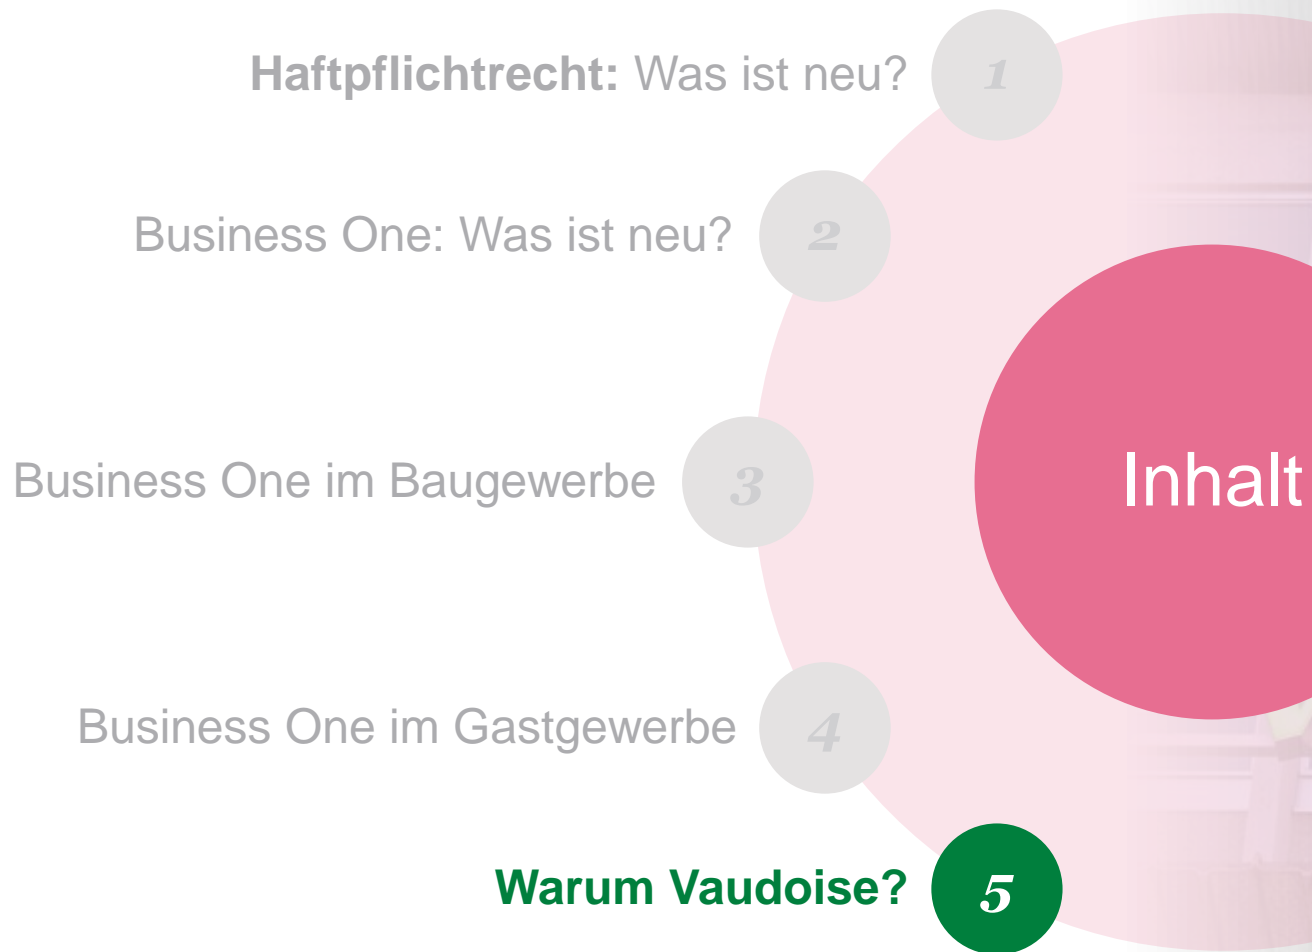 Haftpflichtrecht: Was ist neu? 1
Business One: Was ist neu? 2
Business One im Baugewerbe 3
Inhalt
Business One im Gastgewerbe 4
Warum Vaudoise? 5